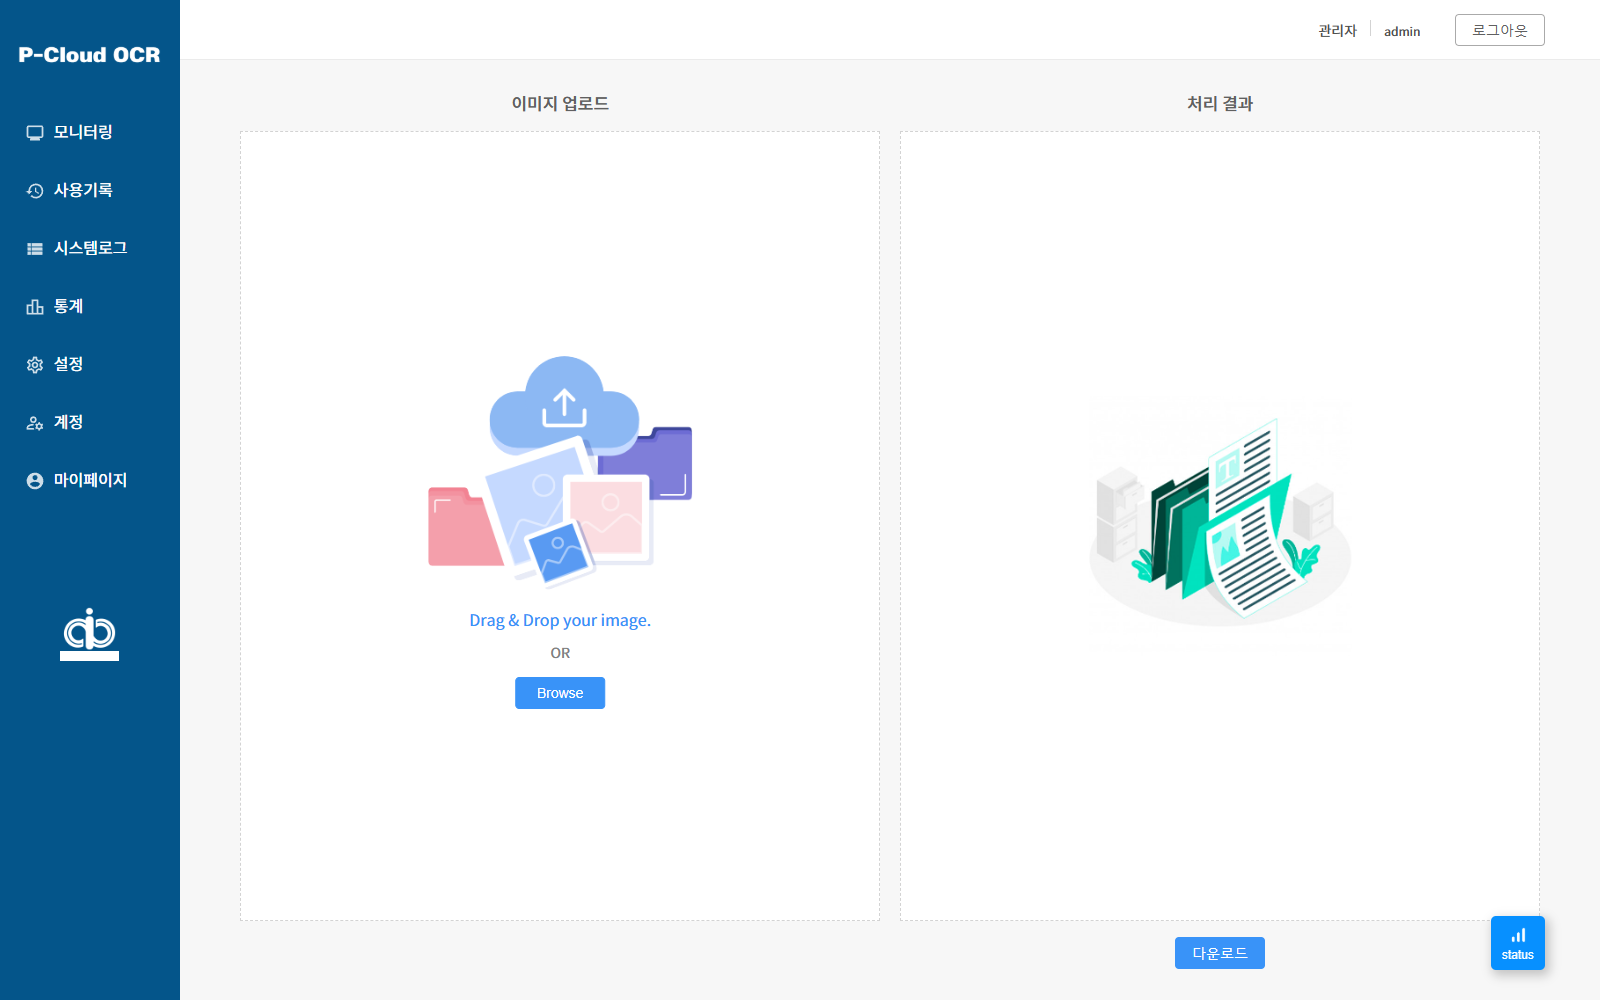 P-Cloud OCR
모니터링
사용기록
시스템로그
통계
설정
계정
마이페이지
관리자
admin
로그아웃
이미지 업로드
Drag & Drop your image.
OR
Browse
처리 결과
T
다운로드
status